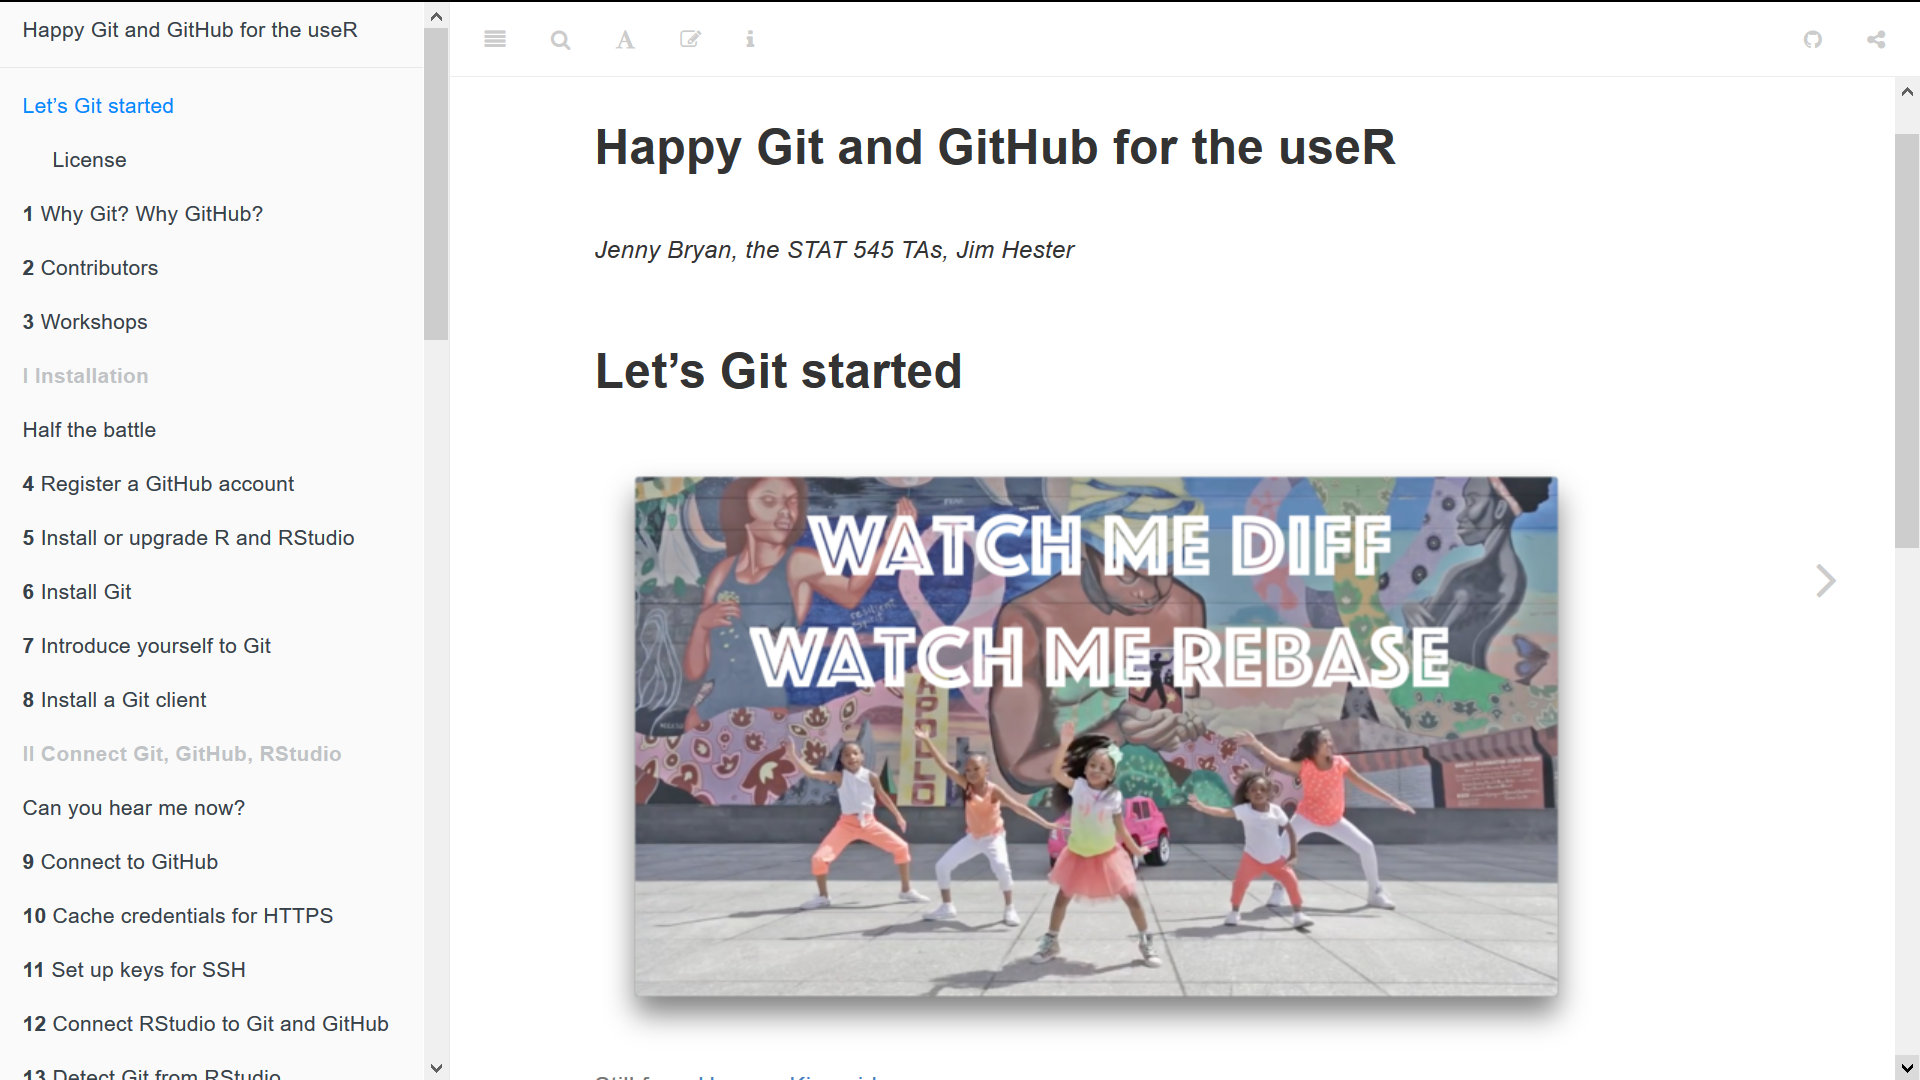 Happy Git and GitHub for the useR
Let’s Git started
License
1 Why Git? Why GitHub?
2 Contributors
3 Workshops
I Installation
Half the battle
4 Register a GitHub account
5 Install or upgrade R and RStudio
6 Install Git
7 Introduce yourself to Git
8 Install a Git client
II Connect Git, GitHub, RStudio
Can you hear me now?
9 Connect to GitHub
10 Cache credentials for HTTPS
11 Set up keys for SSH
12 Connect RStudio to Git and GitHub
13 Detect Git from RStudio
Happy Git and GitHub for the useR
Jenny Bryan, the STAT 545 TAs, Jim Hester
Let’s Git started
WATCH ME DIFF
WATCH ME REBASE
resilient
APOLLO